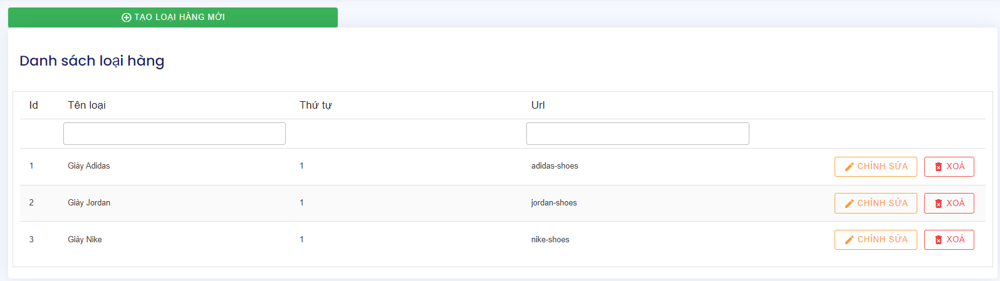 TẠO LOẠI HÀNG MỚI
Danh sách loại hàng
Id Tên loại Thứ tự Url
1 Giày Adidas 1 adidas-shoes CHỈNH SỬA XOÁ
2 Giày Jordan 1 jordan-shoes CHỈNH SỬA XOÁ
3 Giày Nike 1 nike-shoes CHỈNH SỬA XOÁ